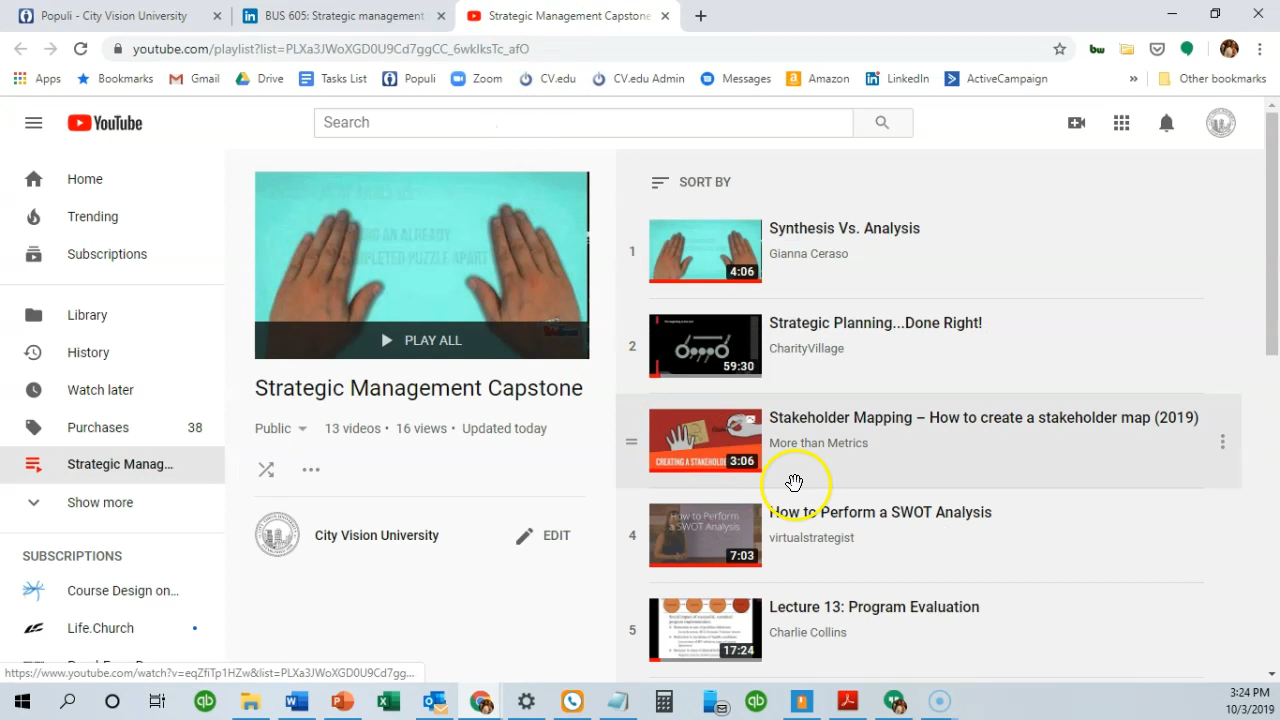 Populi - City Vision University
BUS 605: Strategic management
Strategic Management Capstone
youtube.com/playlist?list=PLXa3JWoXGD0U9Cd7ggCC_6wkIksTc_afO
bw
Apps
Bookmarks
Gmail
Drive
Tasks List
Populi
Zoom
CV.edu
CV.edu Admin
Messages
Amazon
LinkedIn
ActiveCampaign
»
Other bookmarks
YouTube
Search
Home
Trending
Subscriptions
Library
History
Watch later
Purchases 38
Strategic Manag...
Show more
SUBSCRIPTIONS
Course Design on...
Life.Church
PLAY ALL
Strategic Management Capstone
Public 13 videos • 16 views • Updated today
City Vision University
EDIT
SORT BY
1
4:06
Synthesis Vs. Analysis
Gianna Ceraso
2
59:30
Strategic Planning...Done Right!
CharityVillage
CREATING A STAKEHOLDE
3:06
Stakeholder Mapping – How to create a stakeholder map (2019)
More than Metrics
4
How to Perform
a SWOT Analysis
7:03
How to Perform a SWOT Analysis
virtualstrategist
5
17:24
Lecture 13: Program Evaluation
Charlie Collins
https://www.youtube.com/watch?v=eqZfiTp1HZw&list=PLXa3JWoXGD0U9Cd7gg...
3:24 PM
10/3/2019